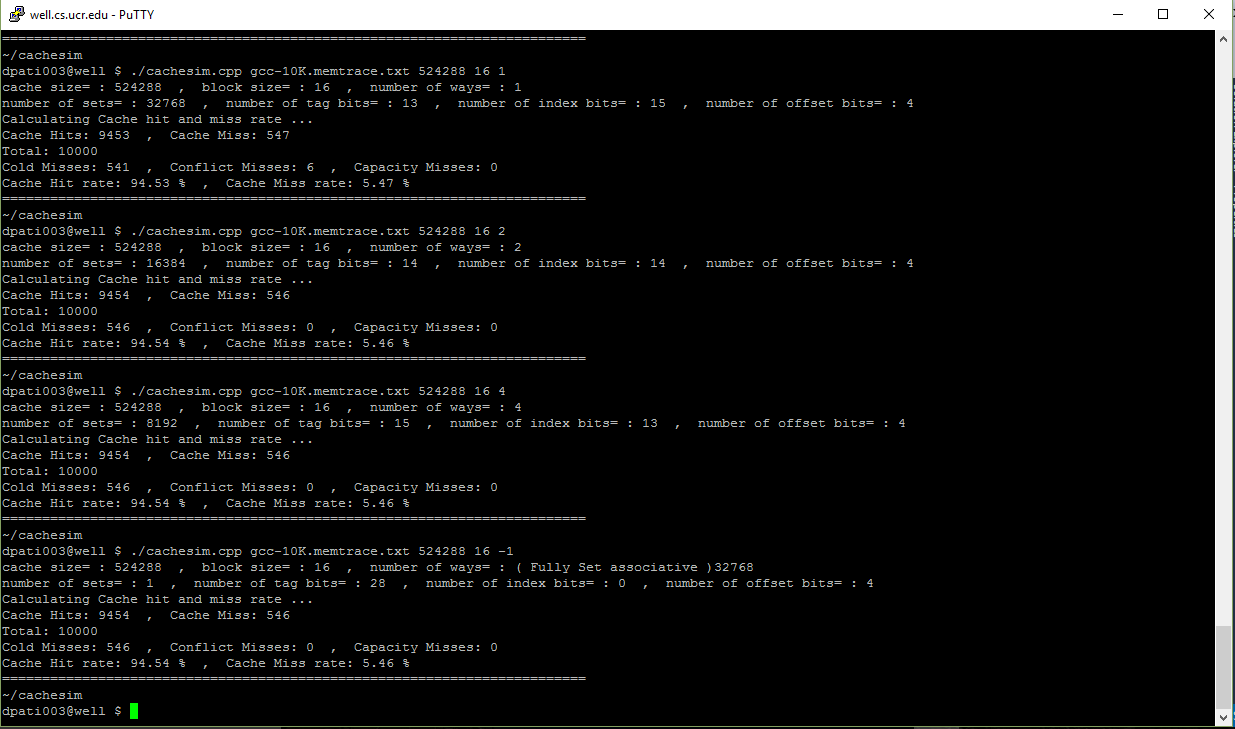 well.cs.ucr.edu - PuTTY
=========================================================================
~/cachesim
dpati003@well $ ./cachesim.cpp gcc-10K.memtrace.txt 524288 16 1
cache size= : 524288  ,  block size= : 16  ,  number of ways= : 1
number of sets= : 32768  ,  number of tag bits= : 13  ,  number of index bits= : 15  ,  number of offset bits= : 4
Calculating Cache hit and miss rate ...
Cache Hits: 9453  ,  Cache Miss: 547
Total: 10000
Cold Misses: 541  ,  Conflict Misses: 6  ,  Capacity Misses: 0
Cache Hit rate: 94.53 %  ,  Cache Miss rate: 5.47 %
=========================================================================
~/cachesim
dpati003@well $ ./cachesim.cpp gcc-10K.memtrace.txt 524288 16 2
cache size= : 524288  ,  block size= : 16  ,  number of ways= : 2
number of sets= : 16384  ,  number of tag bits= : 14  ,  number of index bits= : 14  ,  number of offset bits= : 4
Calculating Cache hit and miss rate ...
Cache Hits: 9454  ,  Cache Miss: 546
Total: 10000
Cold Misses: 546  ,  Conflict Misses: 0  ,  Capacity Misses: 0
Cache Hit rate: 94.54 %  ,  Cache Miss rate: 5.46 %
=========================================================================
~/cachesim
dpati003@well $ ./cachesim.cpp gcc-10K.memtrace.txt 524288 16 4
cache size= : 524288  ,  block size= : 16  ,  number of ways= : 4
number of sets= : 8192  ,  number of tag bits= : 15  ,  number of index bits= : 13  ,  number of offset bits= : 4
Calculating Cache hit and miss rate ...
Cache Hits: 9454  ,  Cache Miss: 546
Total: 10000
Cold Misses: 546  ,  Conflict Misses: 0  ,  Capacity Misses: 0
Cache Hit rate: 94.54 %  ,  Cache Miss rate: 5.46 %
=========================================================================
~/cachesim
dpati003@well $ ./cachesim.cpp gcc-10K.memtrace.txt 524288 16 -1
cache size= : 524288  ,  block size= : 16  ,  number of ways= : ( Fully Set associative )32768
number of sets= : 1  ,  number of tag bits= : 28  ,  number of index bits= : 0  ,  number of offset bits= : 4
Calculating Cache hit and miss rate ...
Cache Hits: 9454  ,  Cache Miss: 546
Total: 10000
Cold Misses: 546  ,  Conflict Misses: 0  ,  Capacity Misses: 0
Cache Hit rate: 94.54 %  ,  Cache Miss rate: 5.46 %
=========================================================================
~/cachesim
dpati003@well $